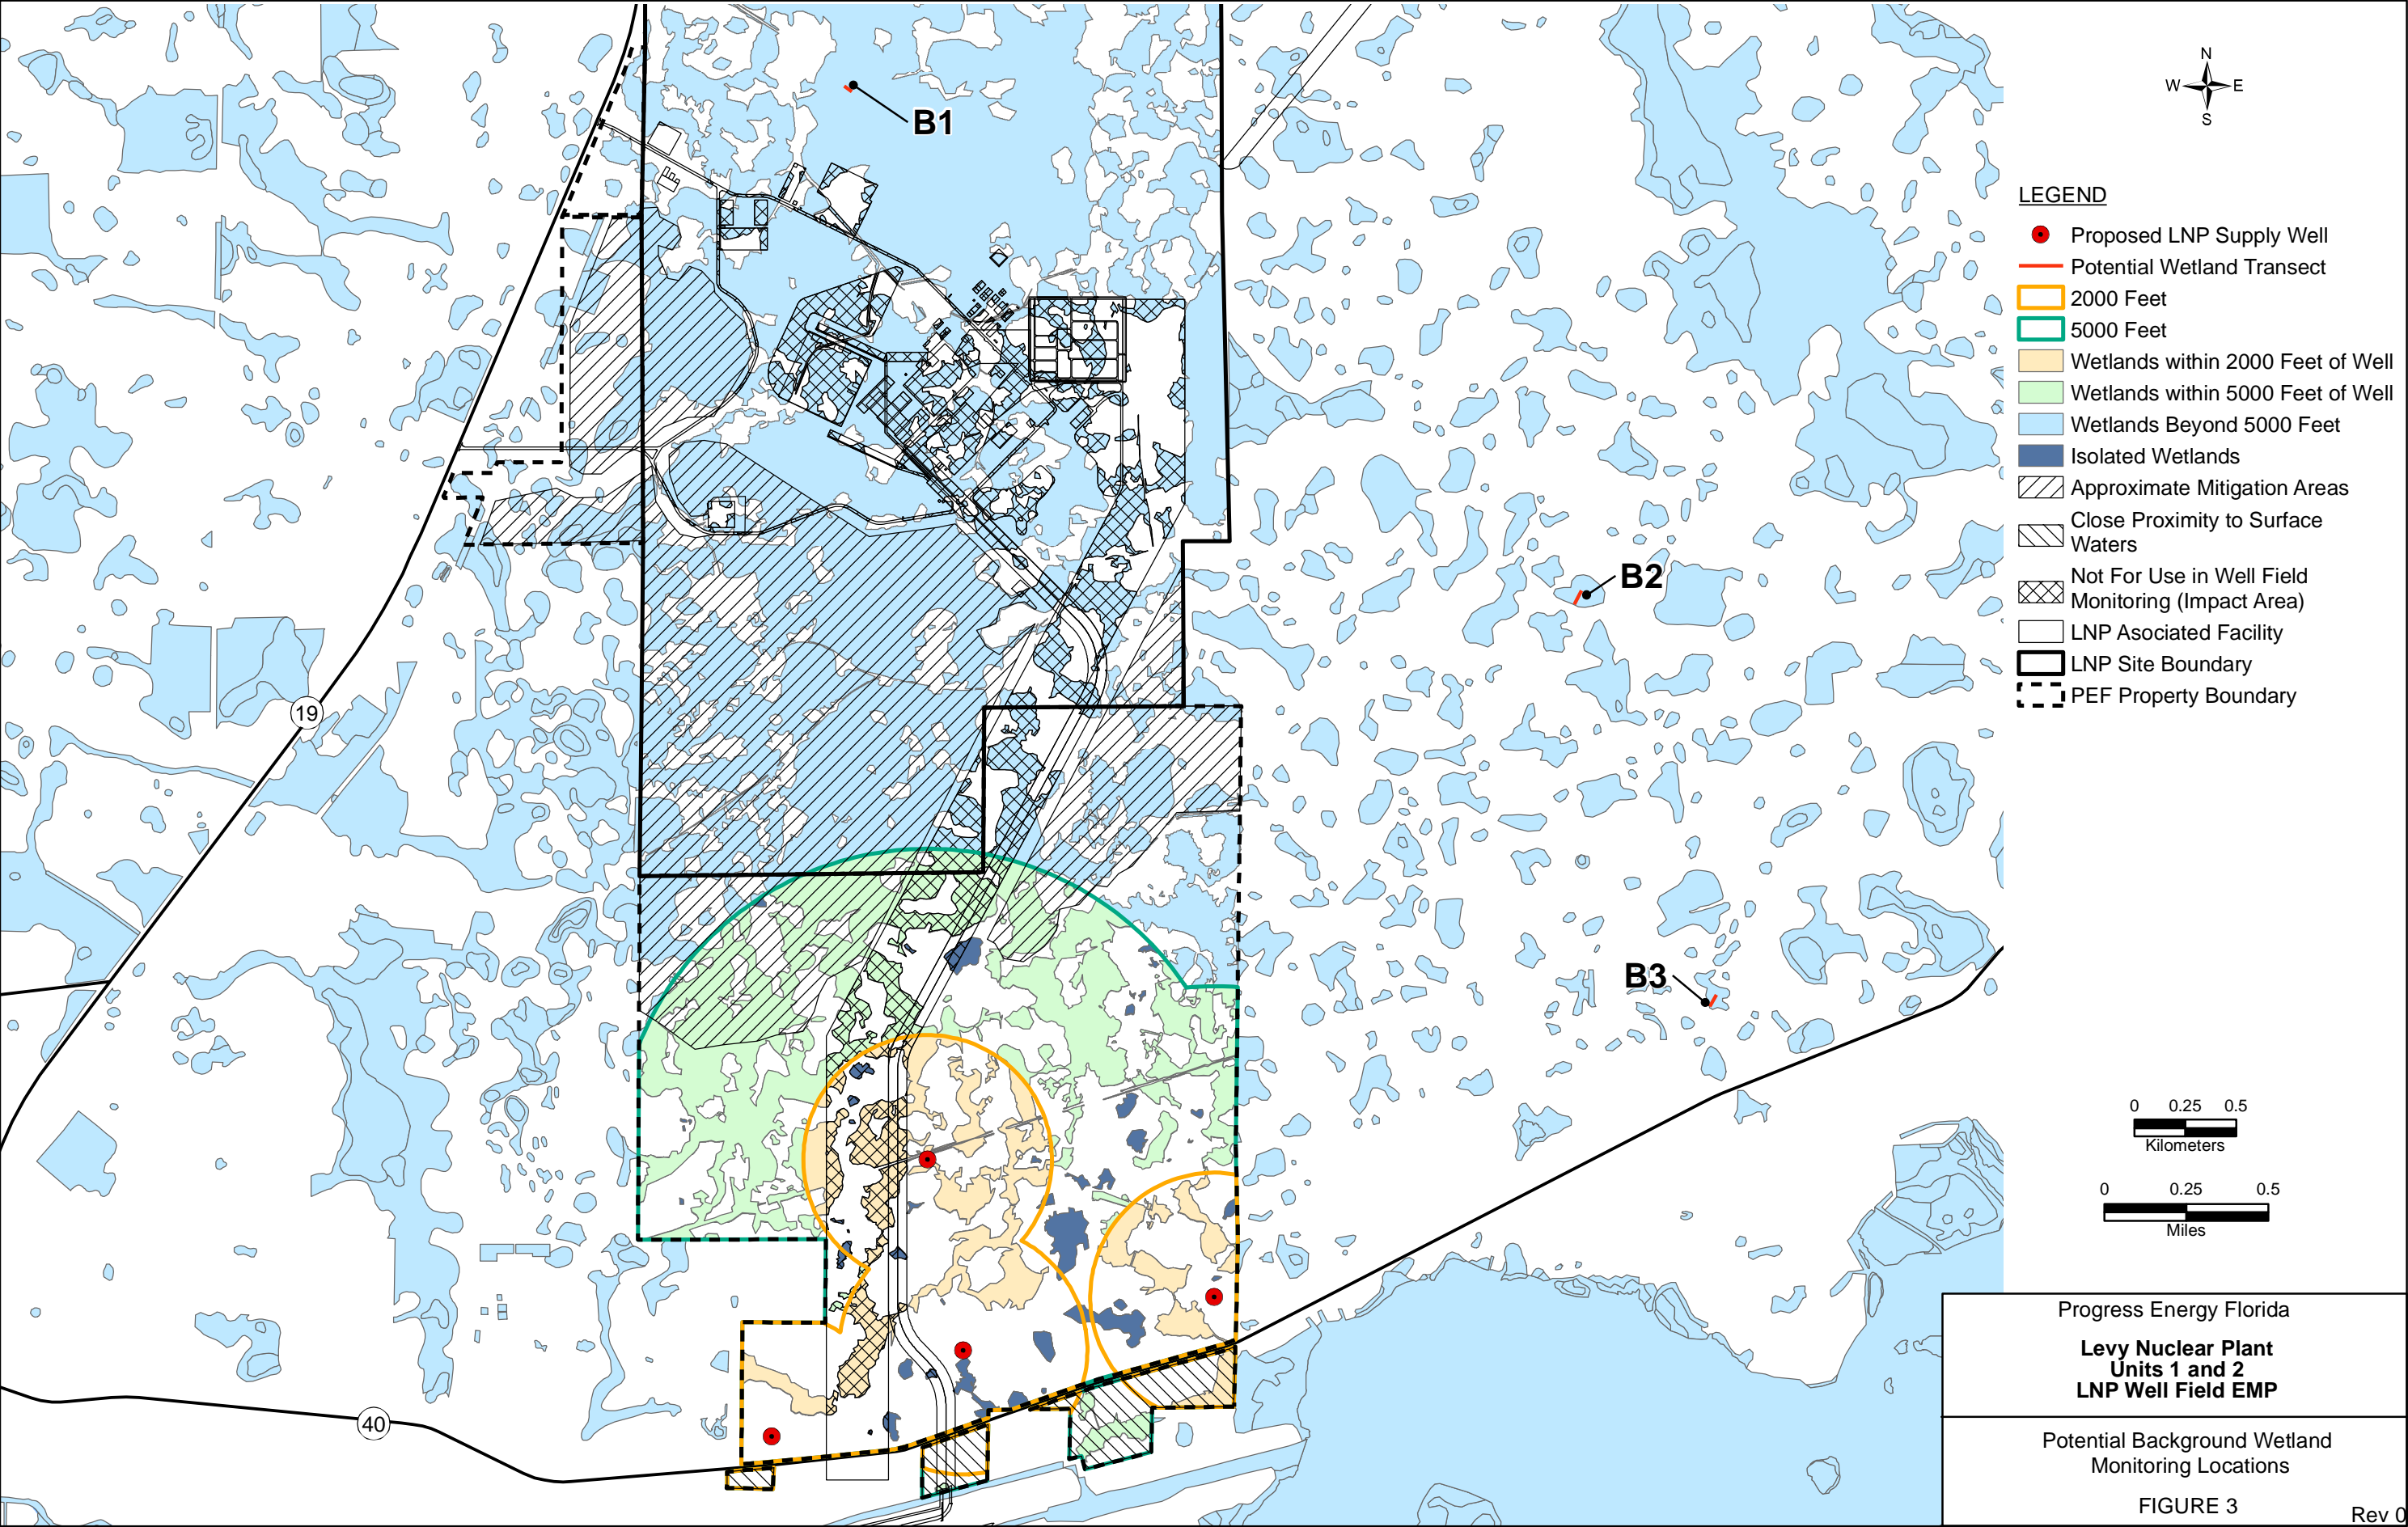 B1
B2
B3
19
40
N
W E
S
LEGEND
Proposed LNP Supply Well
Potential Wetland Transect
2000 Feet
5000 Feet
Wetlands within 2000 Feet of Well
Wetlands within 5000 Feet of Well
Wetlands Beyond 5000 Feet
Isolated Wetlands
Approximate Mitigation Areas
Close Proximity to Surface
Waters
Not For Use in Well Field
Monitoring (Impact Area)
LNP Asociated Facility
LNP Site Boundary
PEF Property Boundary
0 0.25 0.5
Kilometers
0 0.25 0.5
Miles
Progress Energy Florida
Levy Nuclear Plant
Units 1 and 2
LNP Well Field EMP
Potential Background Wetland
Monitoring Locations
FIGURE 3
Rev 0